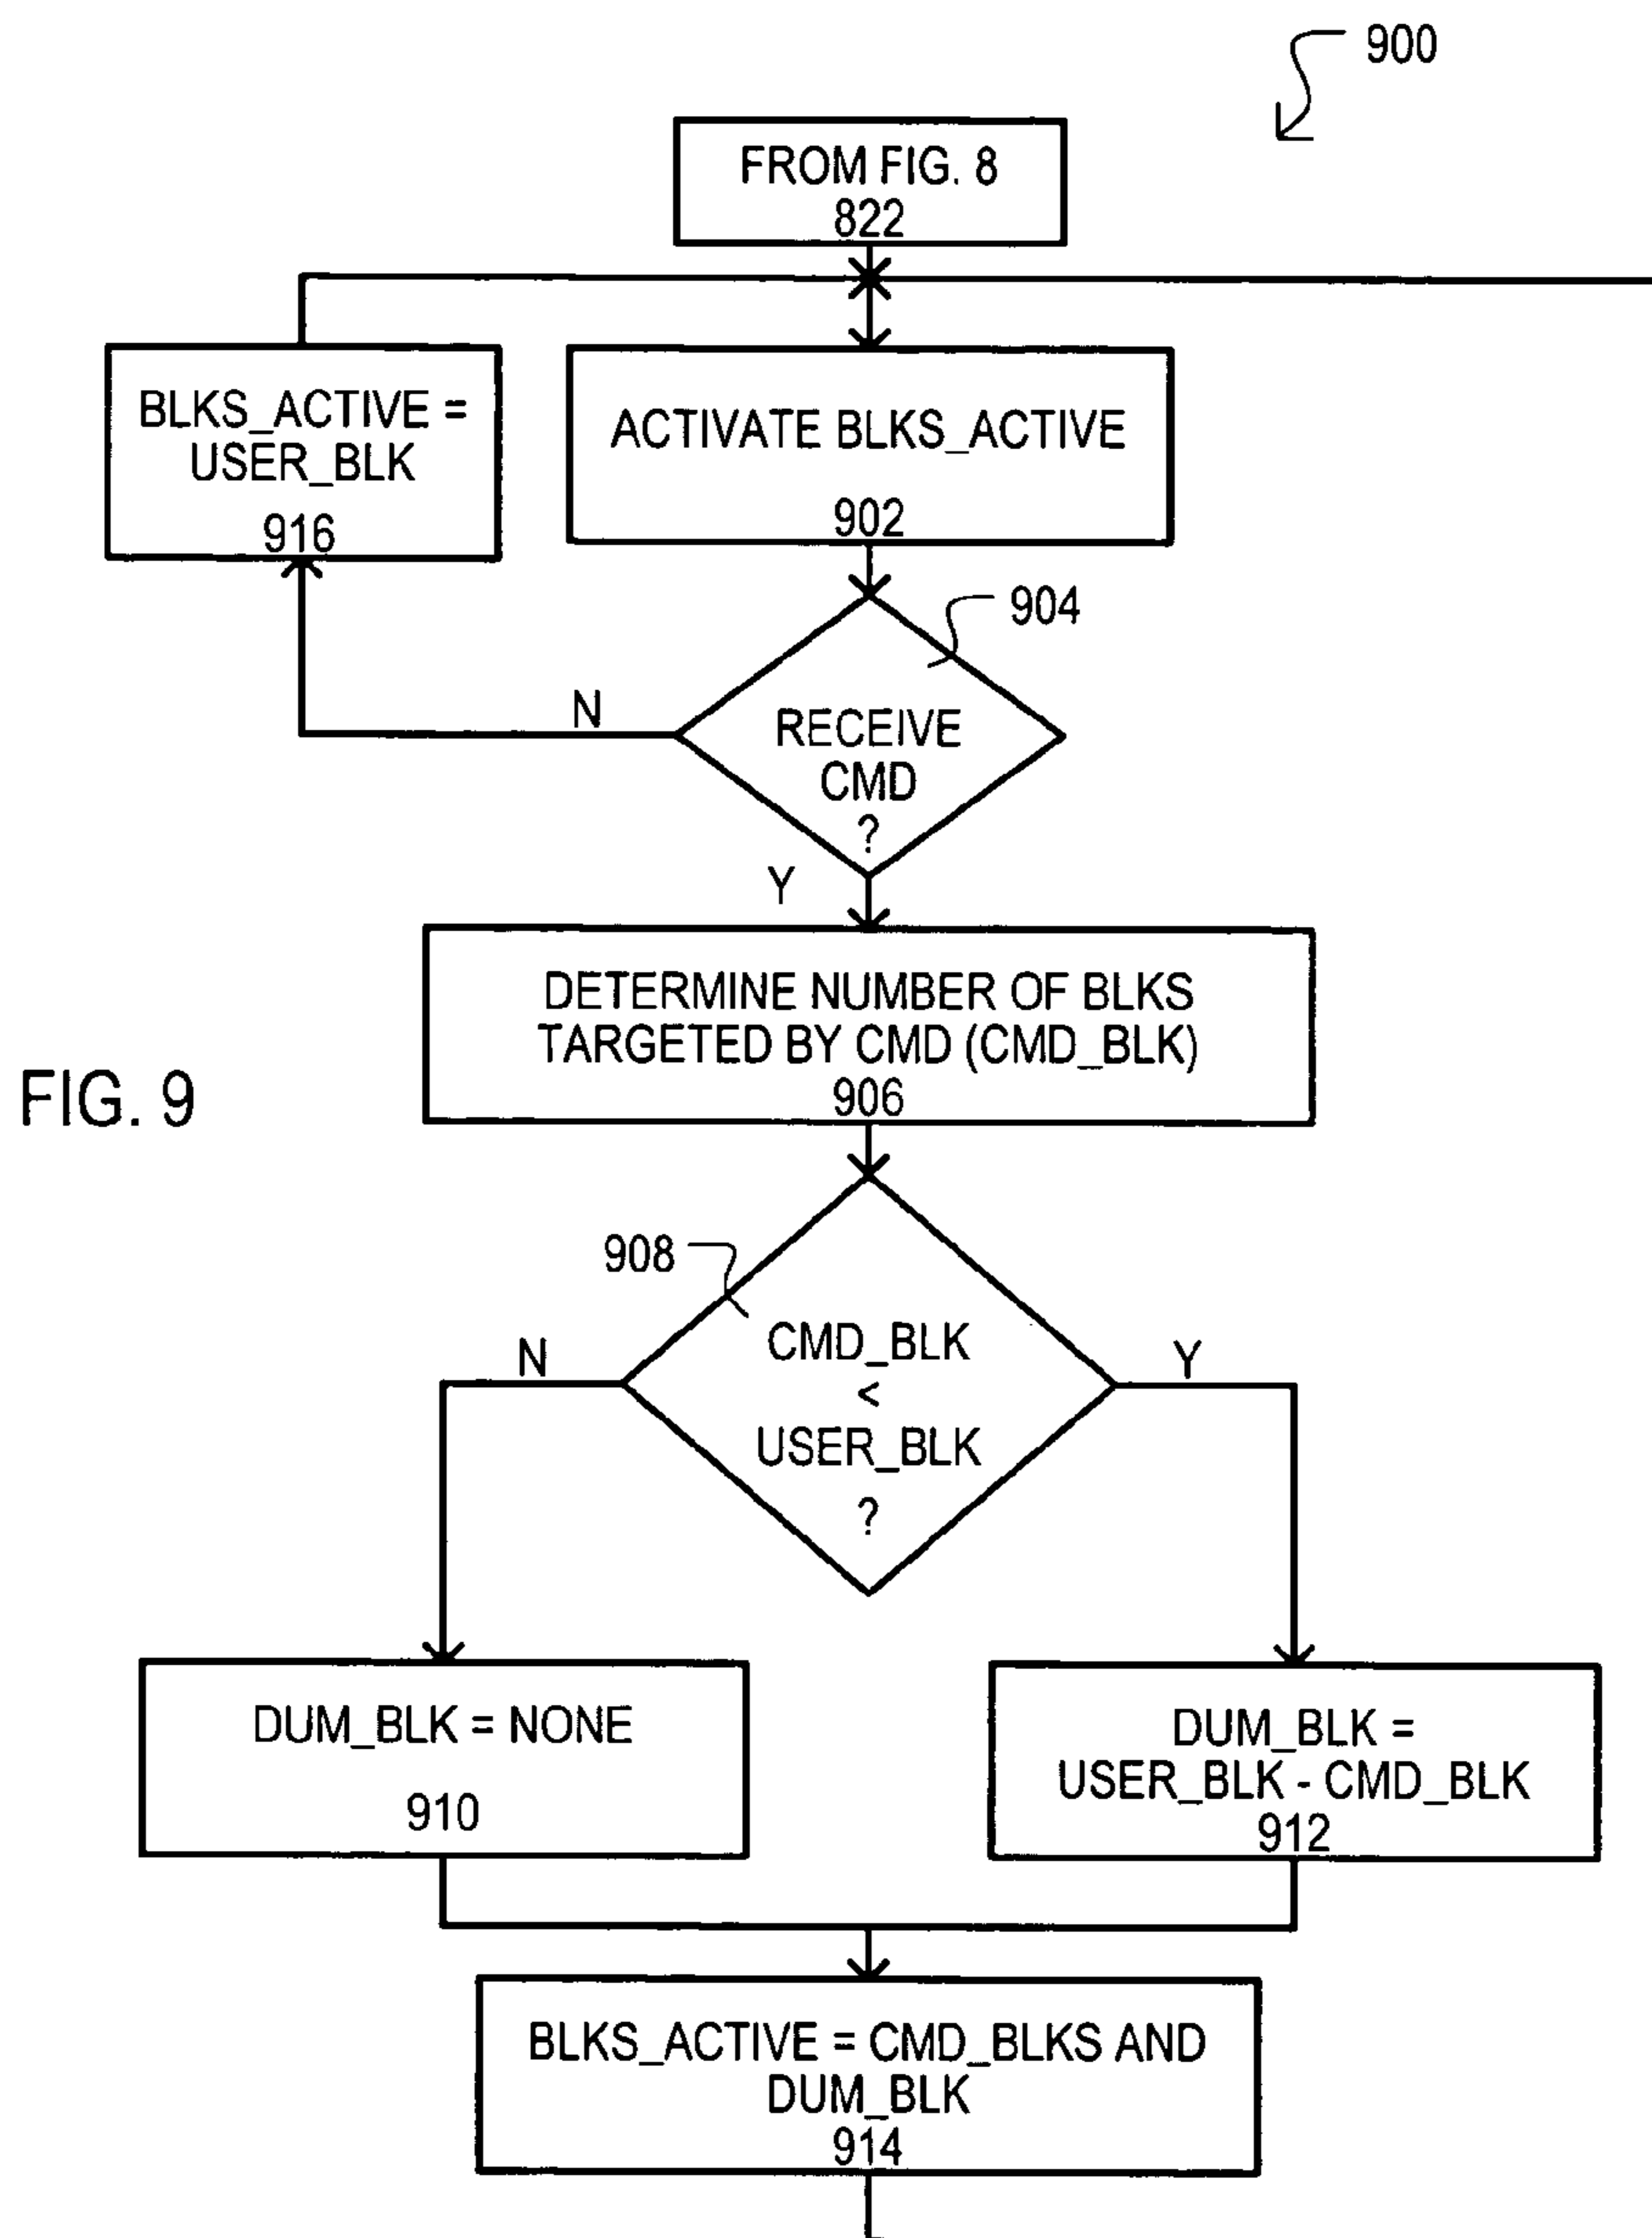 900
FROM FIG. 8
822
BLKS_ACTIVE =
USER_BLK
916
ACTIVATE BLKS_ACTIVE
902
904
N
RECEIVE
CMD
?
Y
DETERMINE NUMBER OF BLKS
TARGETED BY CMD (CMD_BLK)
906
FIG. 9
908
N
CMD_BLK
<
USER_BLK
?
Y
DUM_BLK = NONE
910
DUM_BLK =
USER_BLK - CMD_BLK
912
BLKS_ACTIVE = CMD_BLKS AND
DUM_BLK
914